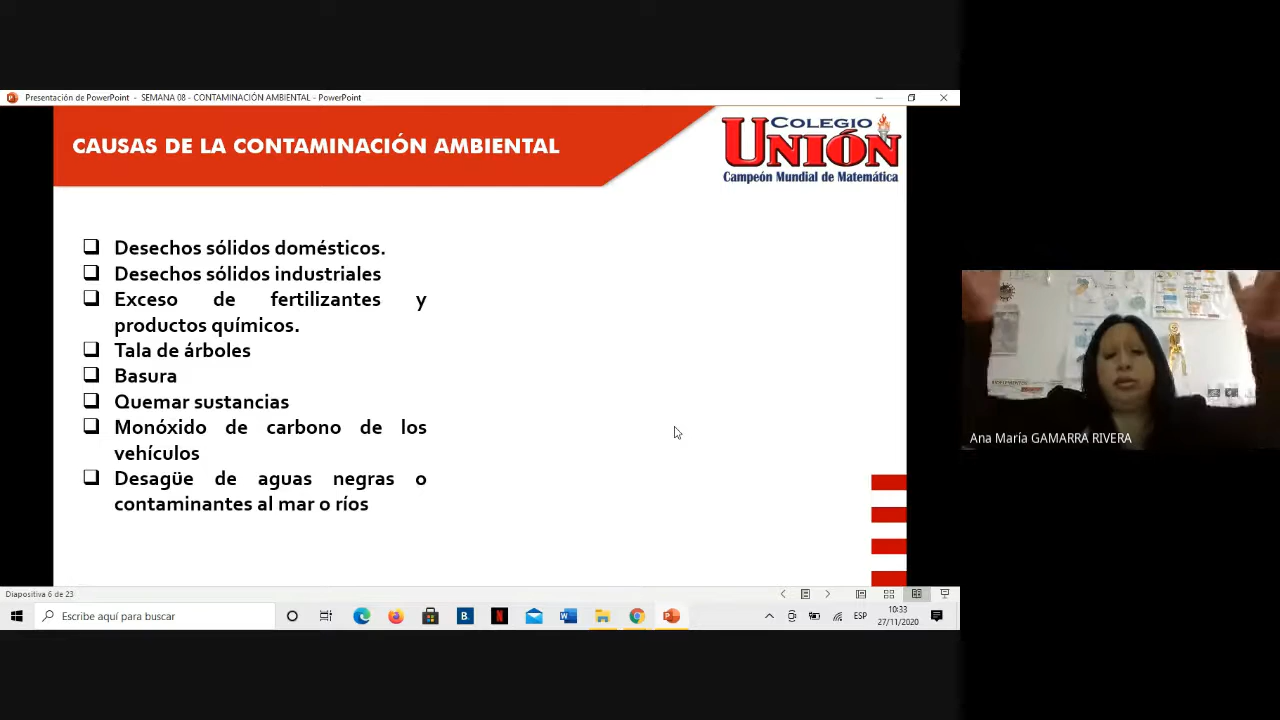 Presentación de PowerPoint - SEMANA 08 - CONTAMINACIÓN AMBIENTAL - PowerPoint
CAUSAS DE LA CONTAMINACIÓN AMBIENTAL
COLEGIO
UNIÓN
Campeón Mundial de Matemática
Desechos sólidos domésticos.
Desechos sólidos industriales
Exceso de fertilizantes y
productos químicos.
Tala de árboles
Basura
Quemar sustancias
Monóxido de carbono de los
vehículos
Desagüe de aguas negras o
contaminantes al mar o ríos
Ana María GAMARRA RIVERA
Diapositiva 6 de 23
Escribe aquí para buscar
ESP
10:33
27/11/2020